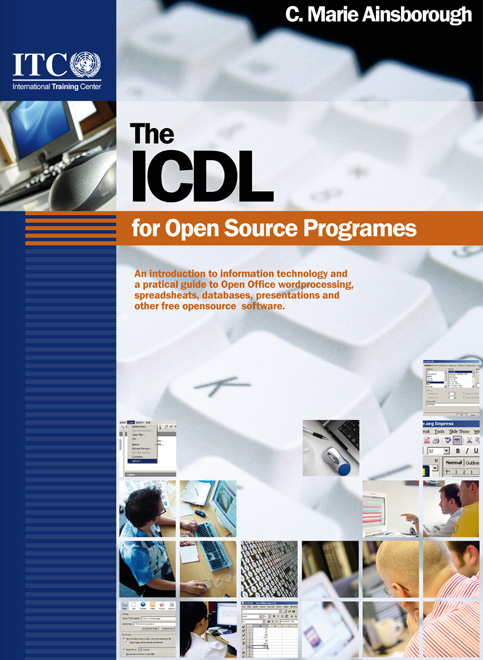 C. Marie Ainsborough
ITC
International Training Center
The
ICDL
for Open Source Programes
An introduction to information technology and
a pratical guide to Open Office wordprocessing,
spreadsheats, databases, presentations and
other free opensource software.
K
.org Impress
mat Tools Slide Show
32 B I U
Normal Outline